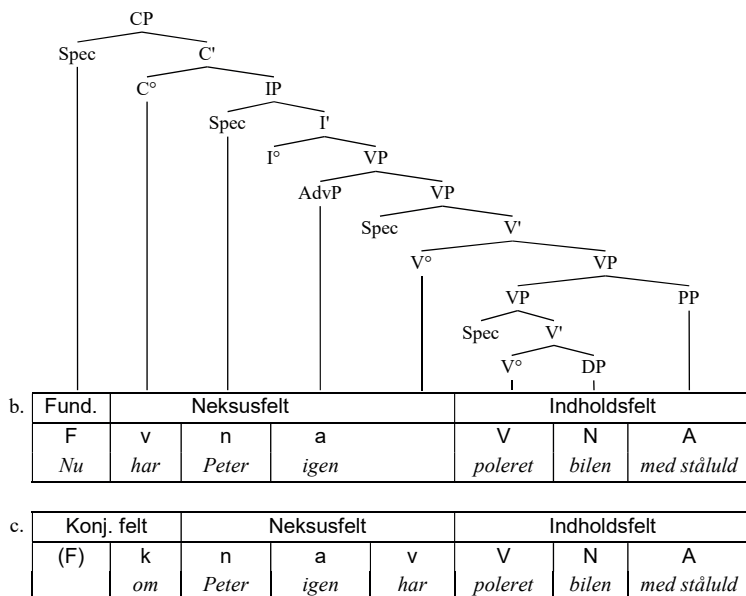 CP
Spec C'
C° IP
Spec I'
I° VP
AdvP VP
Spec V'
V° VP
VP PP
Spec V'
V° DP
b. Fund. Neksusfelt Indholdsfelt
F v n a V N A
Nu har Peter igen poleret bilen med ståluld
c. Konj. felt Neksusfelt Indholdsfelt
(F) k n a v V N A
om Peter igen har poleret bilen med ståluld